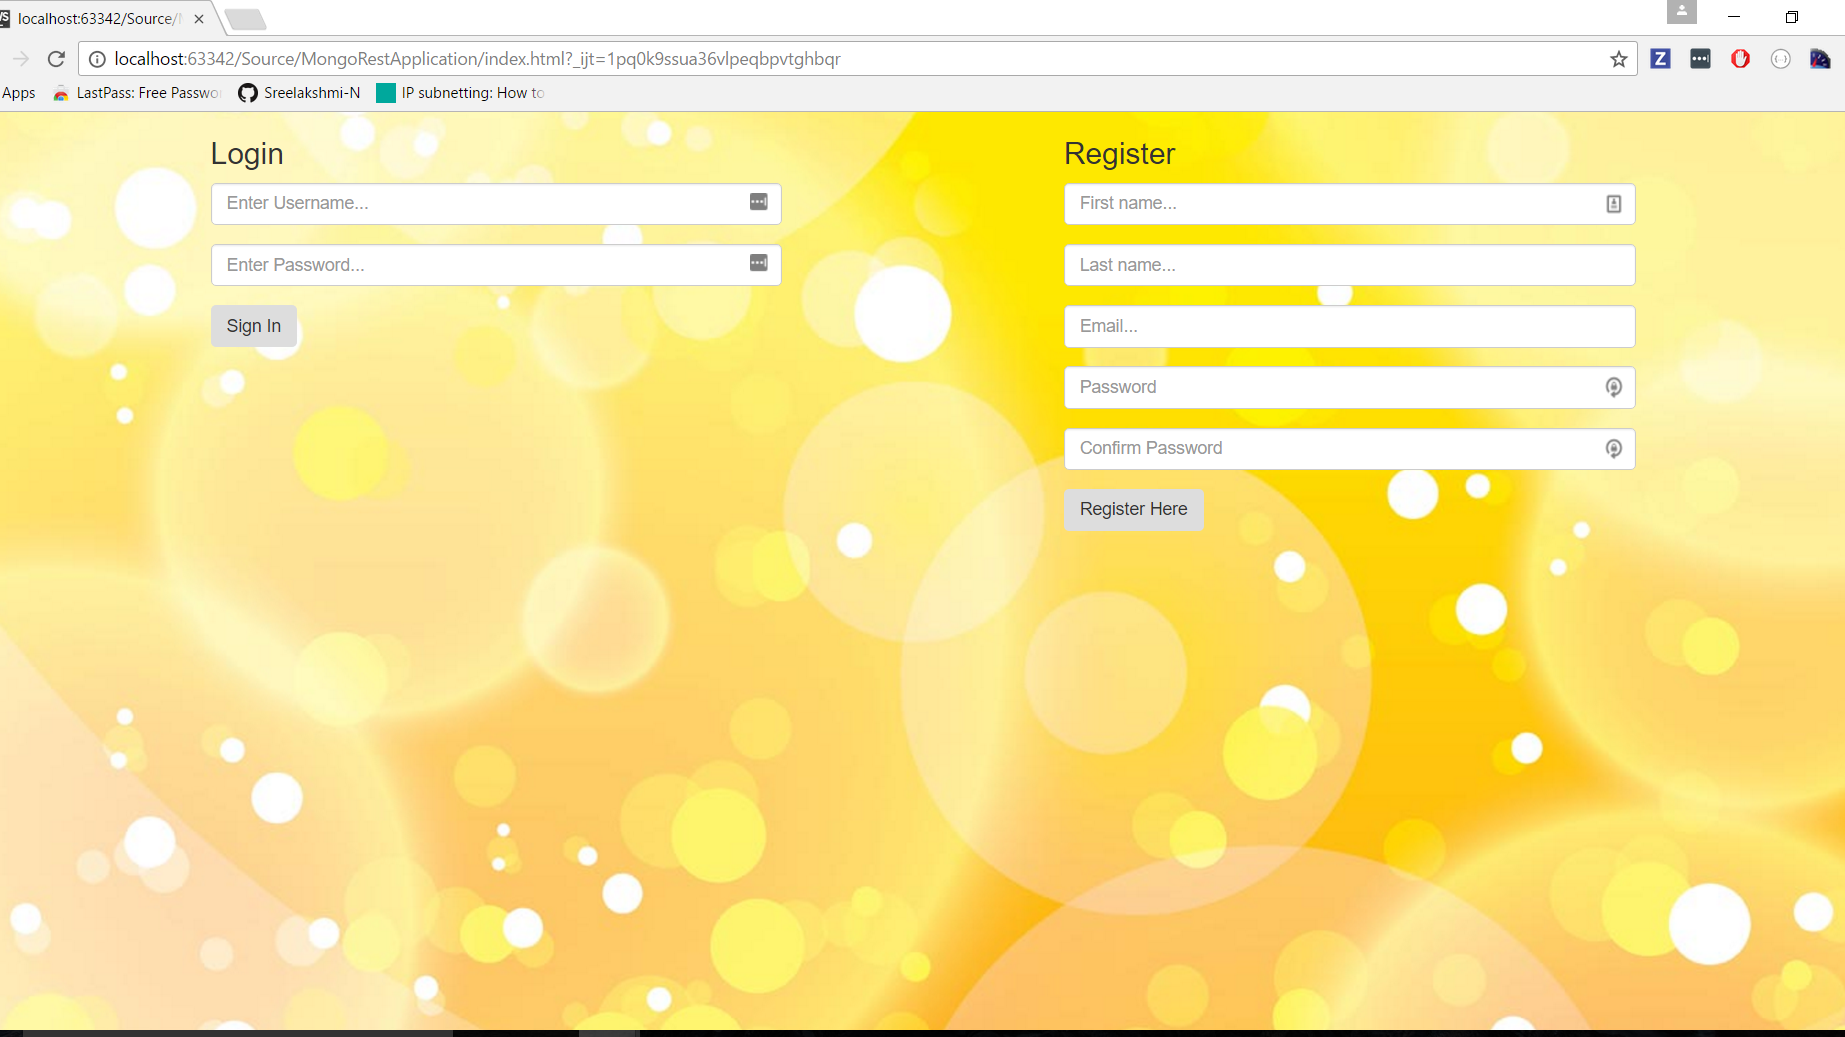 localhost:63342/Source/M
localhost:63342/Source/MongoRestApplication/index.html?_ijt=1pq0k9ssua36vlpeqbpvtghbqr
Z
Apps LastPass: Free Passwo Sreelakshmi-N IP subnetting: How to
Login
Enter Username...
Enter Password...
Sign In
Register
First name...
Last name...
Email...
Password
Confirm Password
Register Here